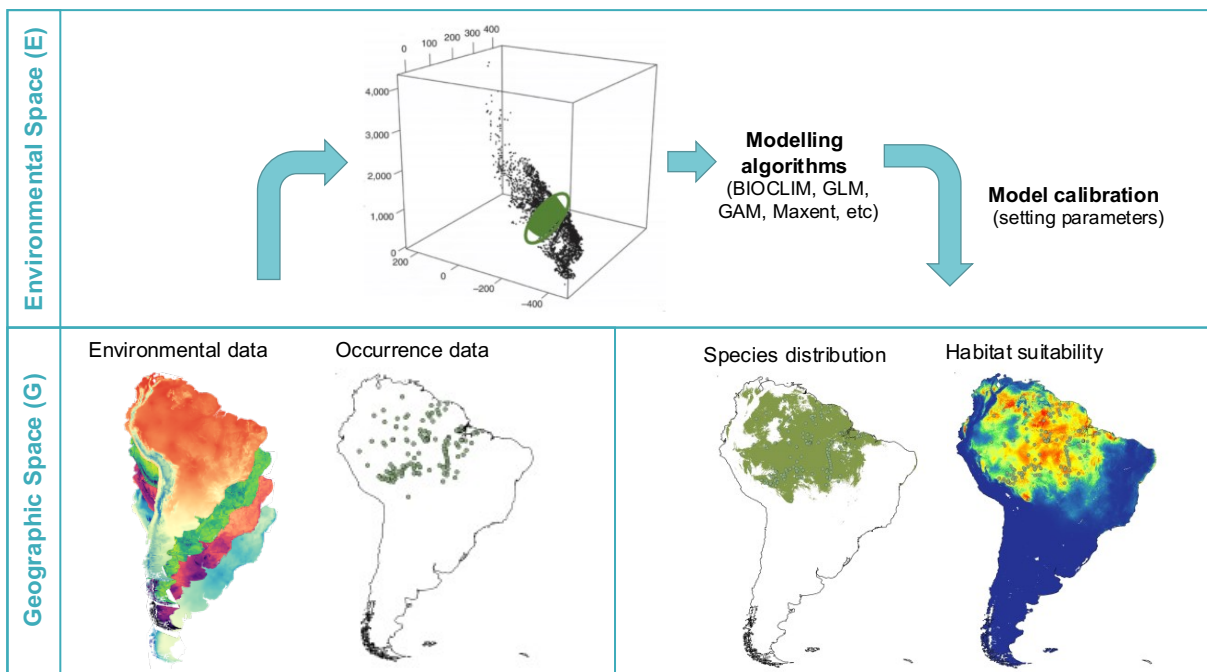 Environmental Space (E)
0 100 200 300 400
4,000
3,000
2,000
1,000
0
200
0
−200
−400
Modelling
algorithms
(BIOCLIM, GLM,
GAM, Maxent, etc)
Model calibration
(setting parameters)
Geographic Space (G)
Environmental data
Occurrence data
Species distribution
Habitat suitability